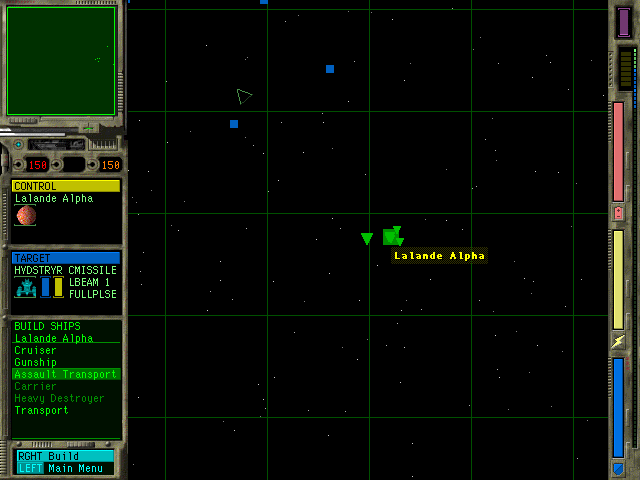 150
150
CONTROL
Lalande Alpha
TARGET
HYDSTRYR CMISSILE
LBEAM 1
FULLPLSE
BUILD SHIPS
Lalande Alpha
Cruiser
Gunship
Assault Transport
Carrier
Heavy Destroyer
Transport
RGHT Build
LEFT Main Menu
Lalande Alpha